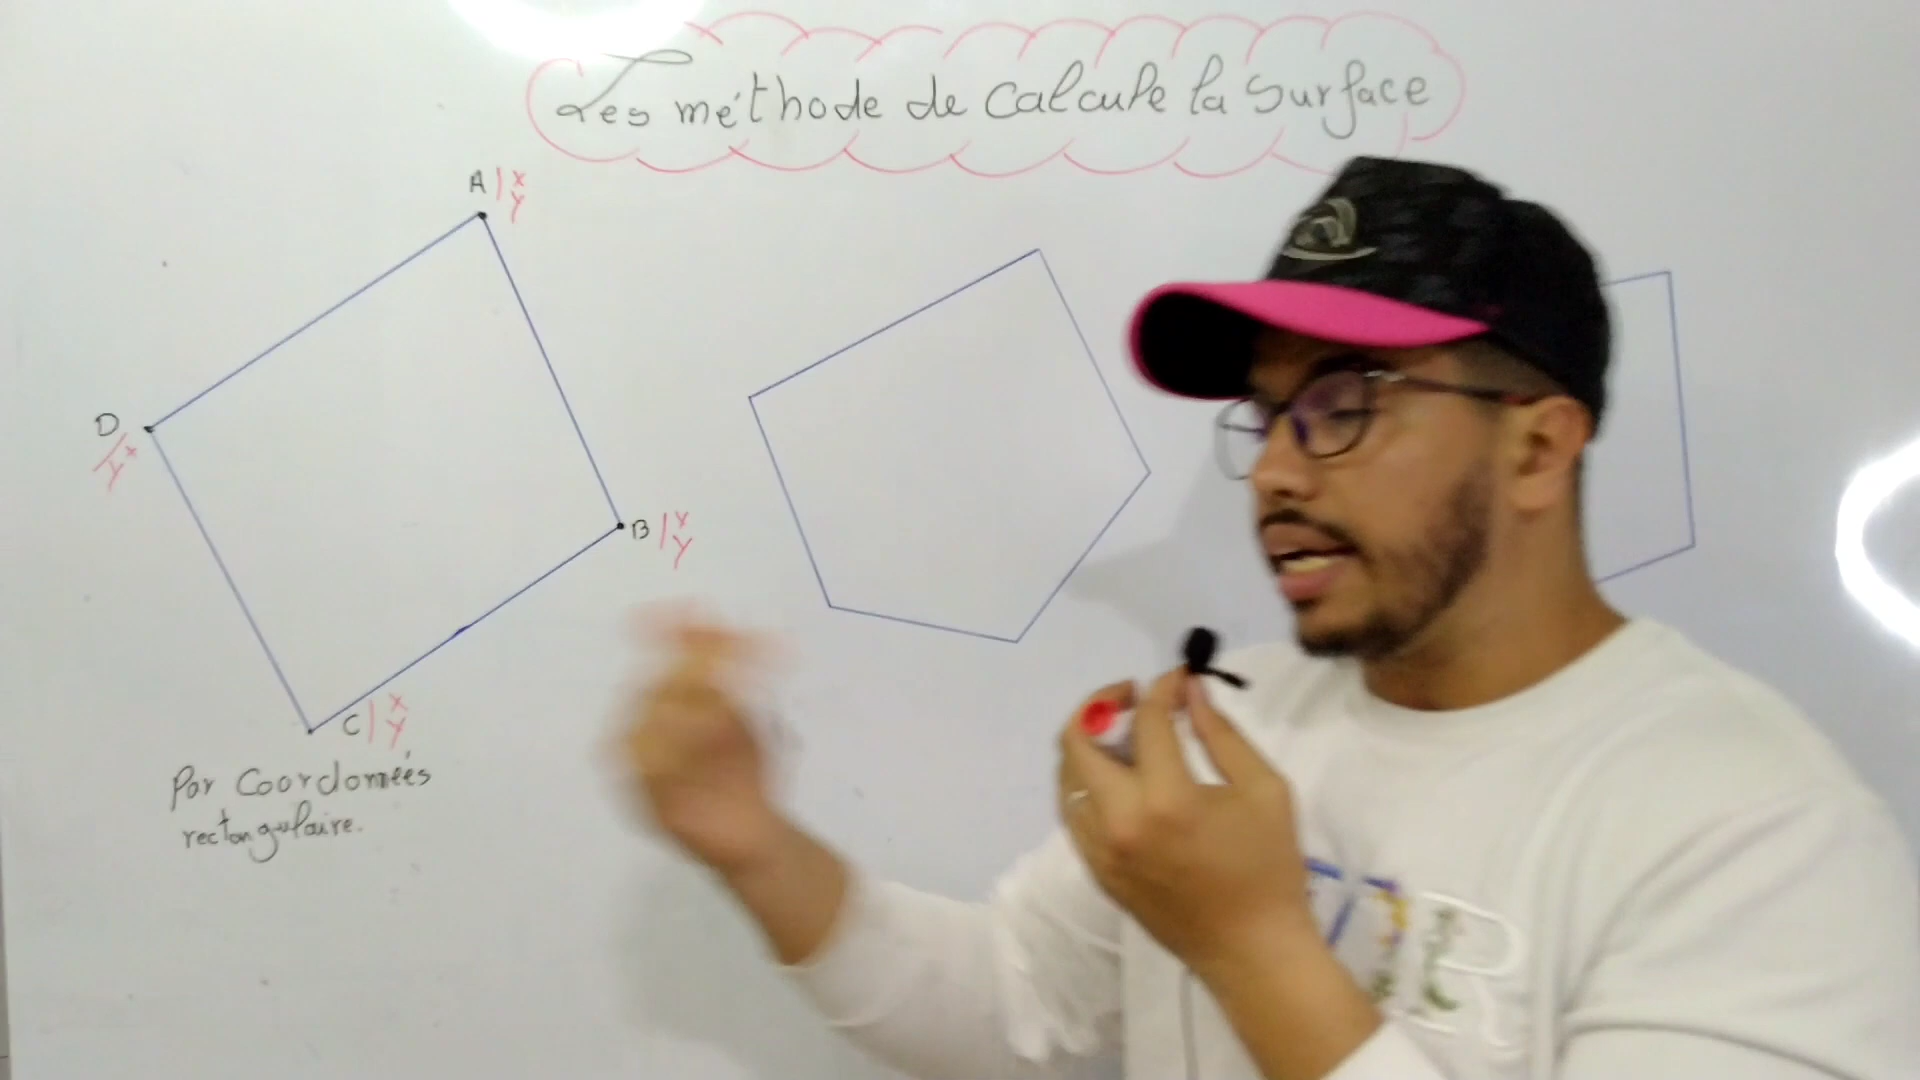 Les méthode de calcule la surface
A | x
y
D
x
y
B | x
y
C | x
y
Par Coordonnées
rectangulaire.